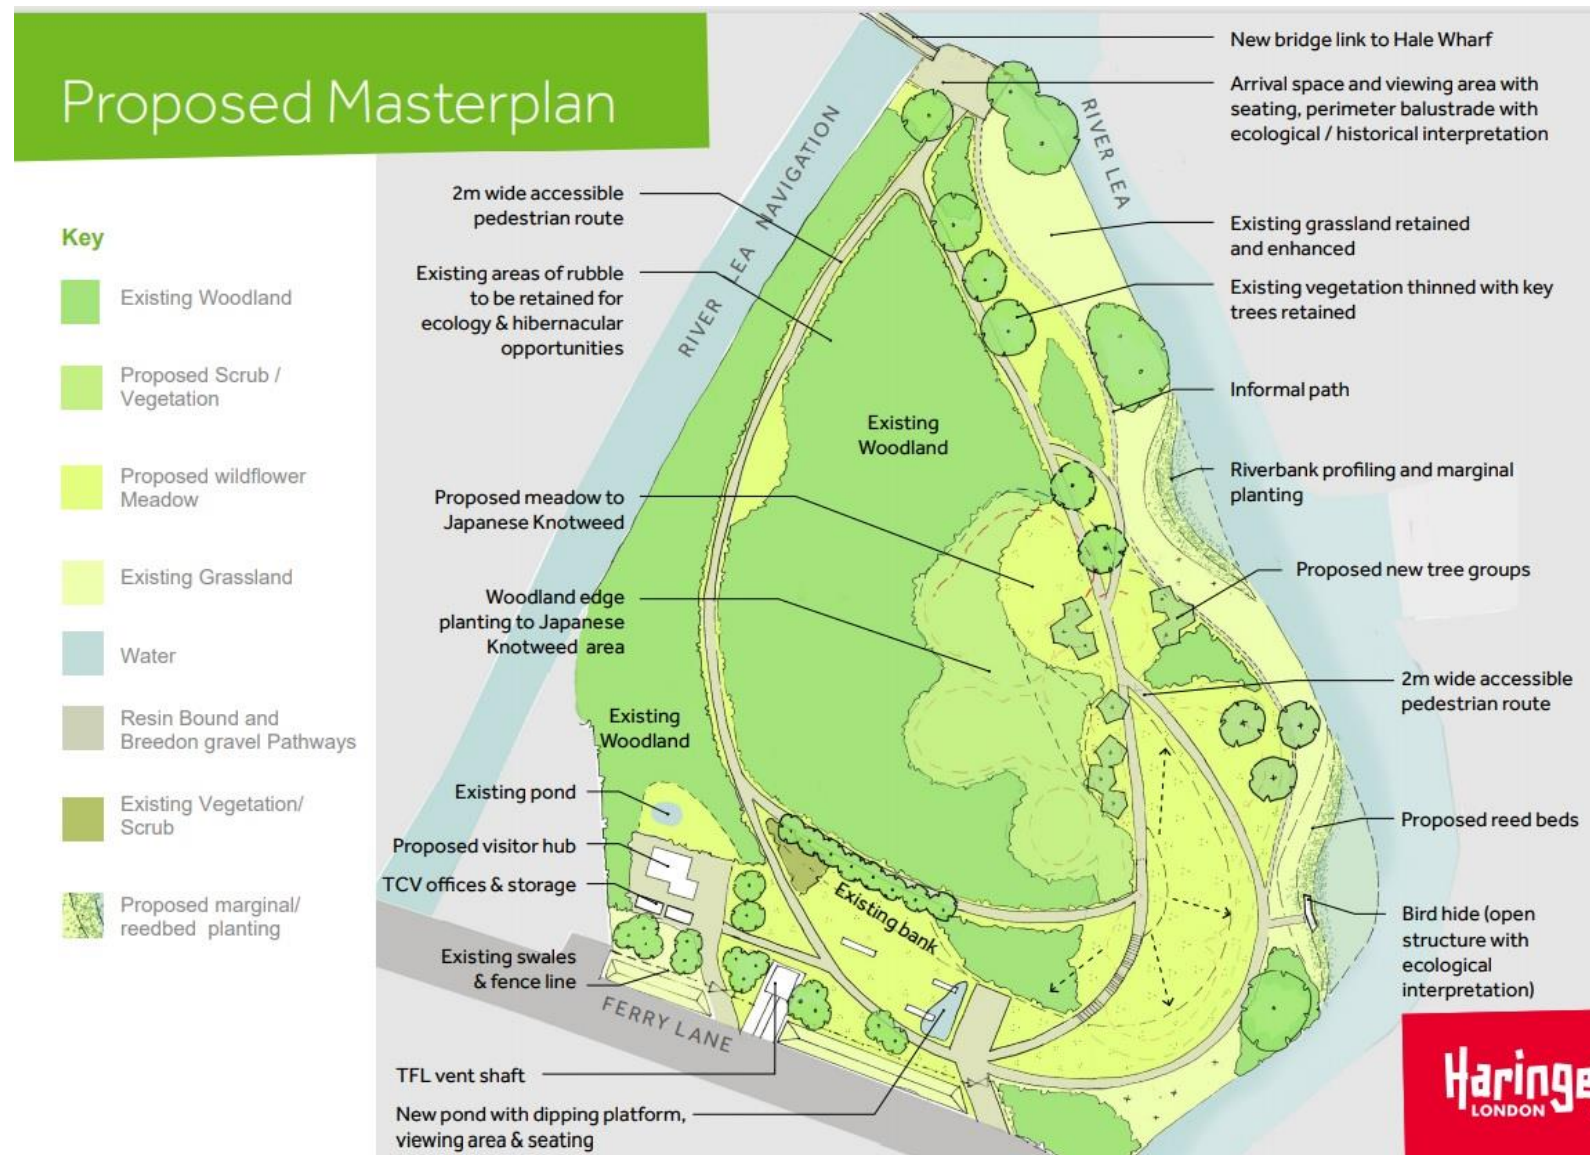 Proposed Masterplan
Key
Existing Woodland
Proposed Scrub /
Vegetation
Proposed wildflower
Meadow
Existing Grassland
Water
Resin Bound and
Breedon gravel Pathways
Existing Vegetation/
Scrub
Proposed marginal/
reedbed planting
2m wide accessible
pedestrian route
Existing areas of rubble
to be retained for
ecology & hibernacular
opportunities
Proposed meadow to
Japanese Knotweed
Woodland edge
planting to Japanese
Knotweed area
Existing pond
Proposed visitor hub
TCV offices & storage
Existing swales
& fence line
TFL vent shaft
New pond with dipping platform,
viewing area & seating
RIVER LEA NAVIGATION
RIVER LEA
Existing
Woodland
Existing
Woodland
Existing bank
FERRY LANE
New bridge link to Hale Wharf
Arrival space and viewing area with
seating, perimeter balustrade with
ecological / historical interpretation
Existing grassland retained
and enhanced
Existing vegetation thinned with key
trees retained
Informal path
Riverbank profiling and marginal
planting
Proposed new tree groups
2m wide accessible
pedestrian route
Proposed reed beds
Bird hide (open
structure with
ecological
interpretation)
Haringe
LONDON